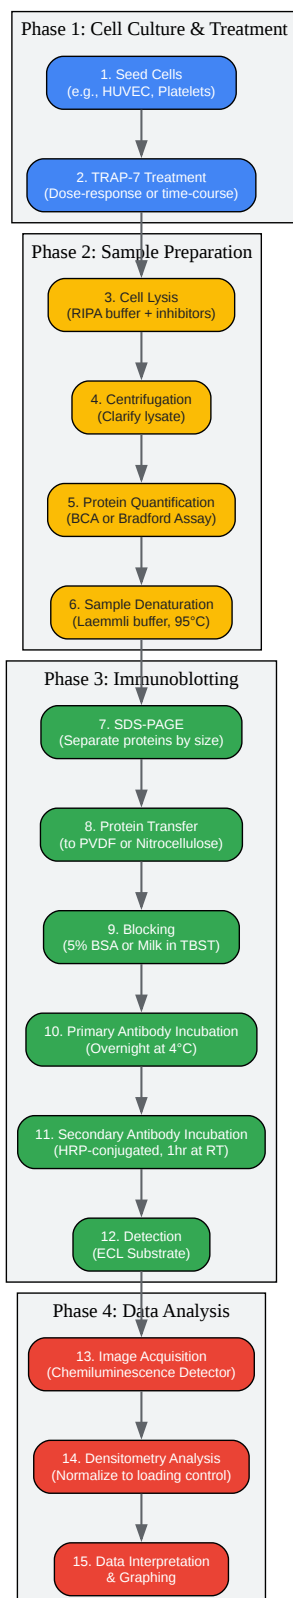 Phase 1: Cell Culture & Treatment
1. Seed Cells
(e.g., HUVEC, Platelets)
2. TRAP-7 Treatment
(Dose-response or time-course)
Phase 2: Sample Preparation
3. Cell Lysis
(RIPA buffer + inhibitors)
4. Centrifugation
(Clarify lysate)
5. Protein Quantification
(BCA or Bradford Assay)
6. Sample Denaturation
(Laemmli buffer, 95°C)
Phase 3: Immunoblotting
7. SDS-PAGE
(Separate proteins by size)
8. Protein Transfer
(to PVDF or Nitrocellulose)
9. Blocking
(5% BSA or Milk in TBST)
10. Primary Antibody Incubation
(Overnight at 4°C)
11. Secondary Antibody Incubation
(HRP-conjugated, 1hr at RT)
12. Detection
(ECL Substrate)
Phase 4: Data Analysis
13. Image Acquisition
(Chemiluminescence Detector)
14. Densitometry Analysis
(Normalize to loading control)
15. Data Interpretation
& Graphing